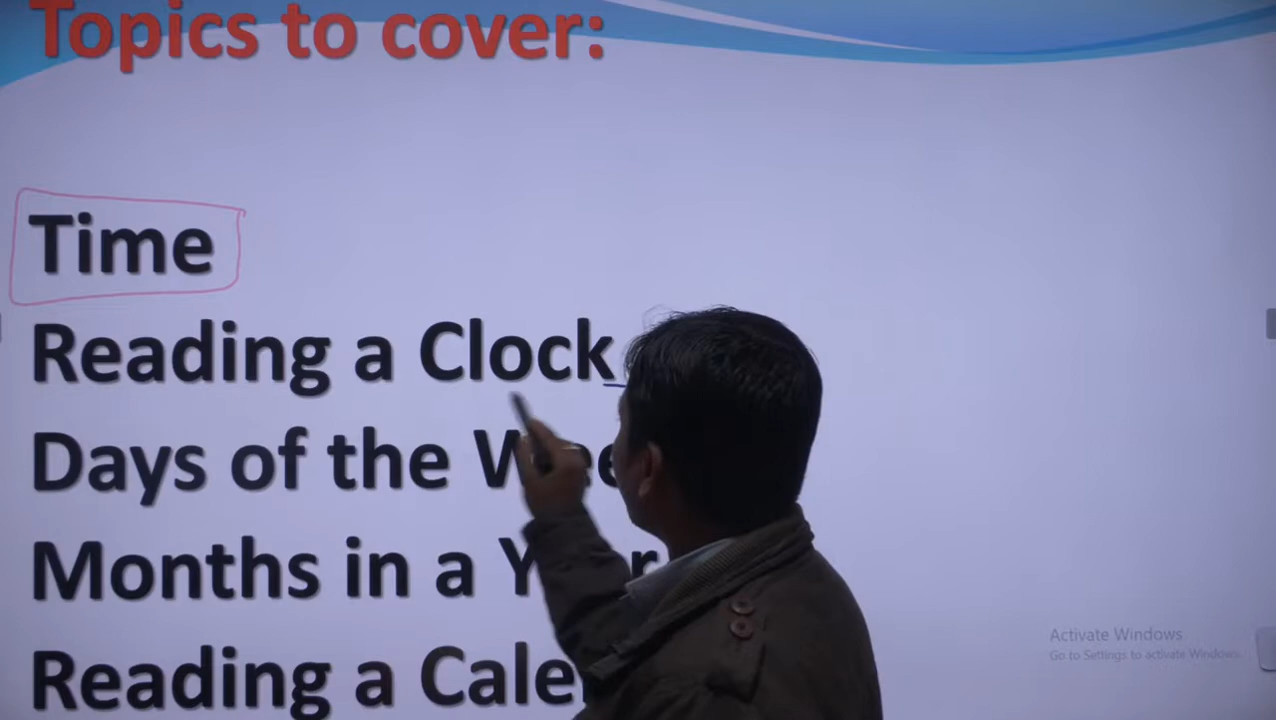 Topics to cover:
Time
Reading a Clock
Days of the
Months in a
Reading a
Activate Windows
Go to Settings to activate Windows.